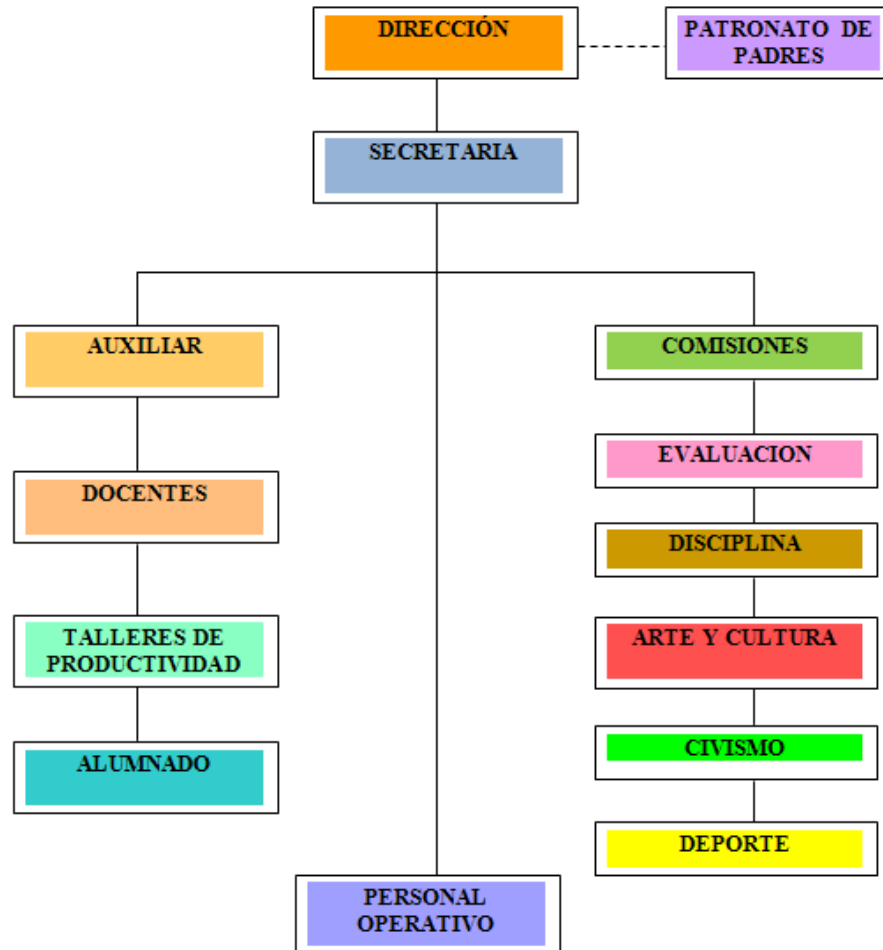 DIRECCIÓN
PATRONATO DE
PADRES
SECRETARIA
AUXILIAR
DOCENTES
TALLERES DE
PRODUCTIVIDAD
ALUMNADO
COMISIONES
EVALUACION
DISCIPLINA
ARTE Y CULTURA
CIVISMO
DEPORTE
PERSONAL
OPERATIVO